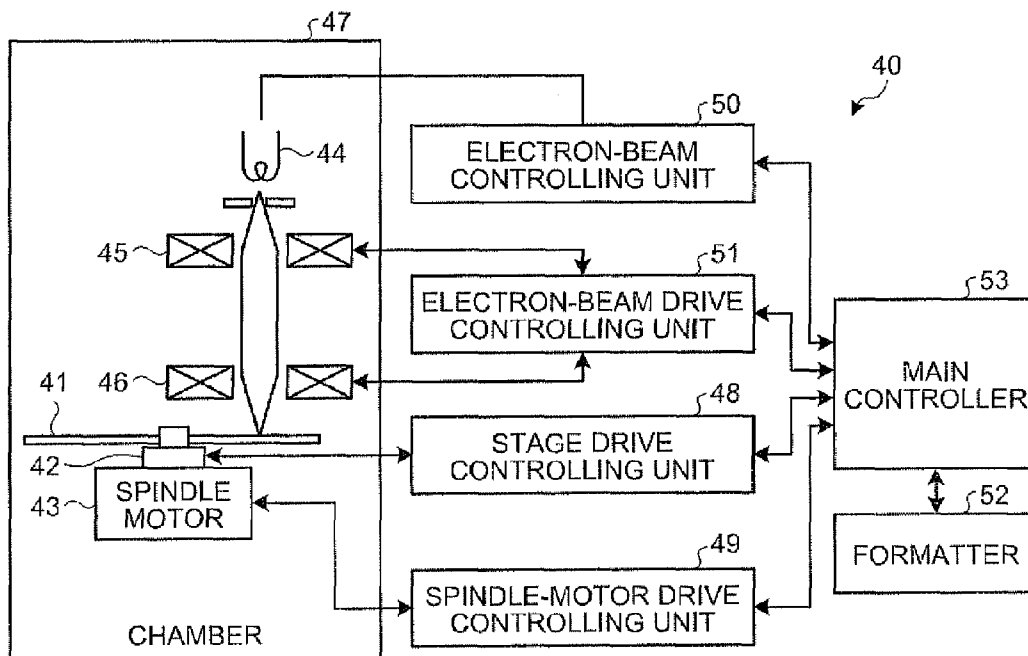 47
40
50
ELECTRON-BEAM
CONTROLLING UNIT
44
45
51
ELECTRON-BEAM DRIVE
CONTROLLING UNIT
53
MAIN
CONTROLLER
46
41
48
STAGE DRIVE
CONTROLLING UNIT
42
43
SPINDLE
MOTOR
52
FORMATTER
49
SPINDLE-MOTOR DRIVE
CONTROLLING UNIT
CHAMBER